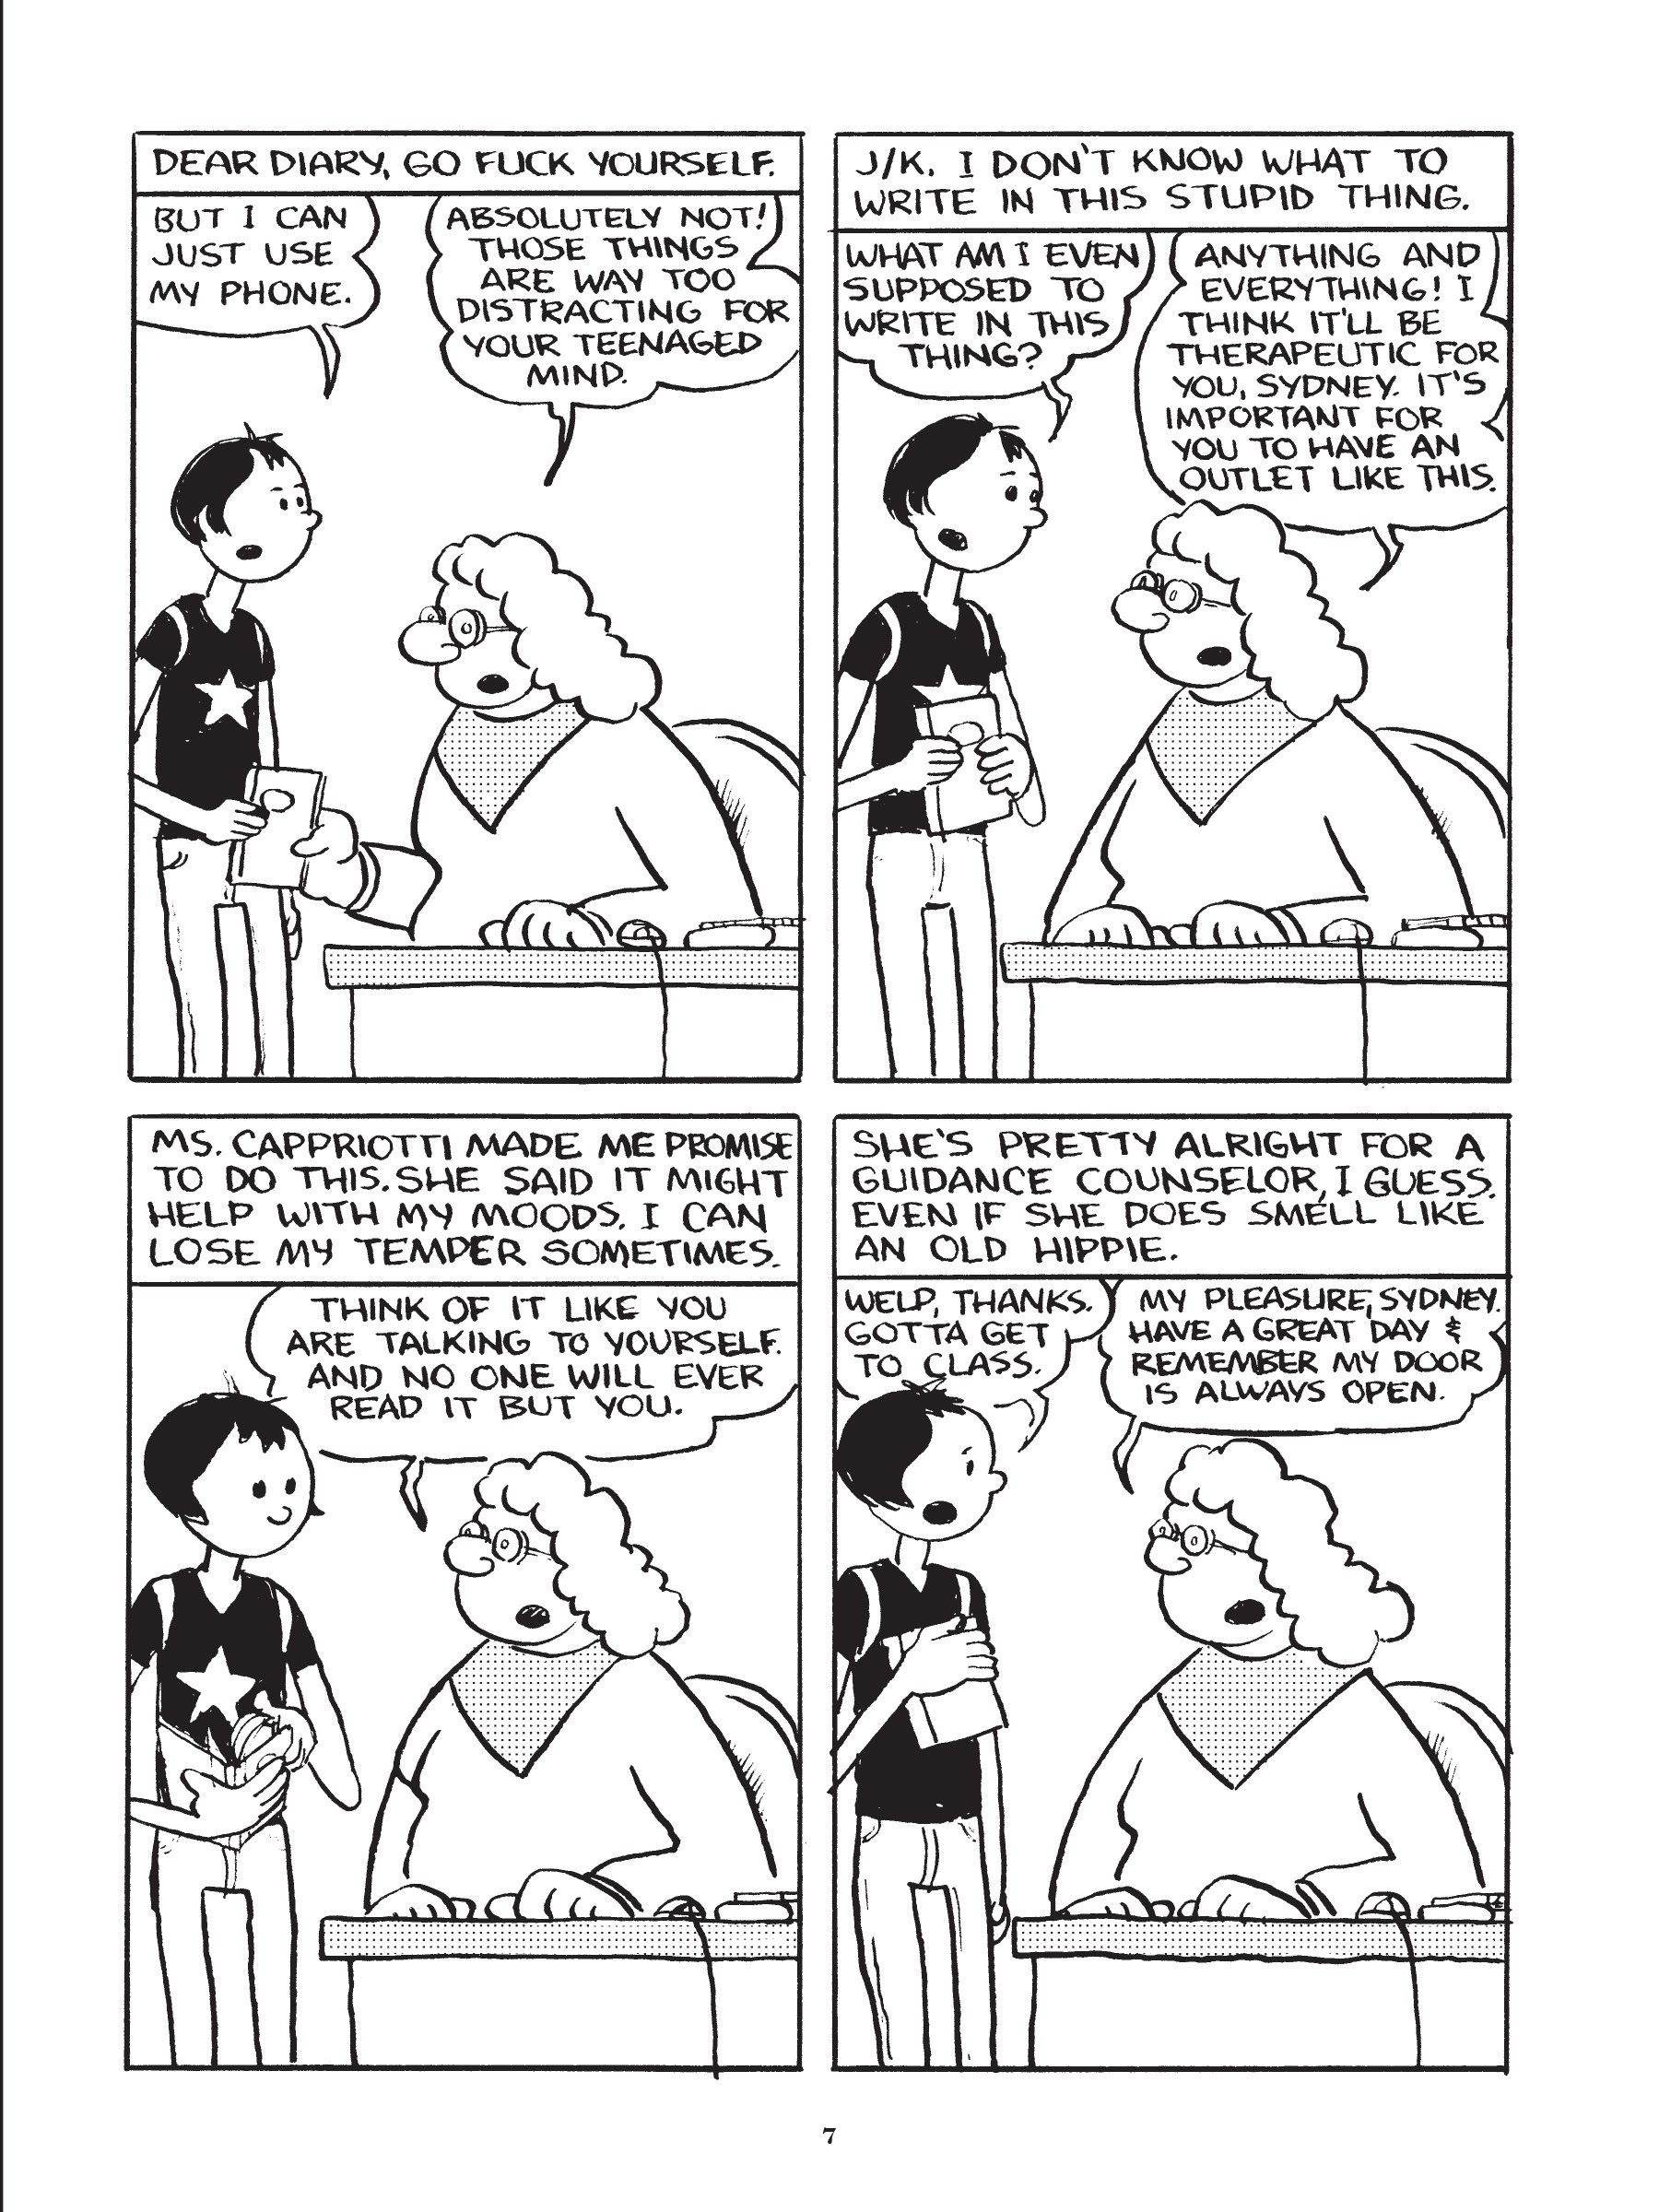 DEAR DIARY, GO FUCK YOURSELF.
BUT I CAN
JUST USE
MY PHONE.
ABSOLUTELY NOT!
THOSE THINGS
ARE WAY TOO
DISTRACTING FOR
YOUR TEENAGED
MIND.
J/K. I DON'T KNOW WHAT TO
WRITE IN THIS STUPID THING.
WHAT AM I EVEN
SUPPOSED TO
WRITE IN THIS
THING?
ANYTHING AND
EVERYTHING! I
THINK IT'LL BE
THERAPEUTIC FOR
YOU, SYDNEY. IT'S
IMPORTANT FOR
YOU TO HAVE AN
OUTLET LIKE THIS.
MS. CAPPRIOTTI MADE ME PROMISE
TO DO THIS. SHE SAID IT MIGHT
HELP WITH MY MOODS. I CAN
LOSE MY TEMPER SOMETIMES.
THINK OF IT LIKE YOU
ARE TALKING TO YOURSELF.
AND NO ONE WILL EVER
READ IT BUT YOU.
SHE'S PRETTY ALRIGHT FOR A
GUIDANCE COUNSELOR, I GUESS.
EVEN IF SHE DOES SMELL LIKE
AN OLD HIPPIE.
WELP, THANKS.
GOTTA GET
TO CLASS.
MY PLEASURE, SYDNEY.
HAVE A GREAT DAY &
REMEMBER MY DOOR
IS ALWAYS OPEN.
7